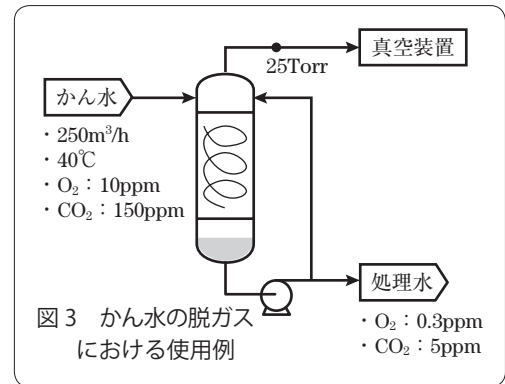 真空装置
25Torr
かん水
・250m³/h
・40℃
・O₂：10ppm
・CO₂：150ppm
処理水
・O₂：0.3ppm
・CO₂：5ppm
図3 かん水の脱ガス
における使用例